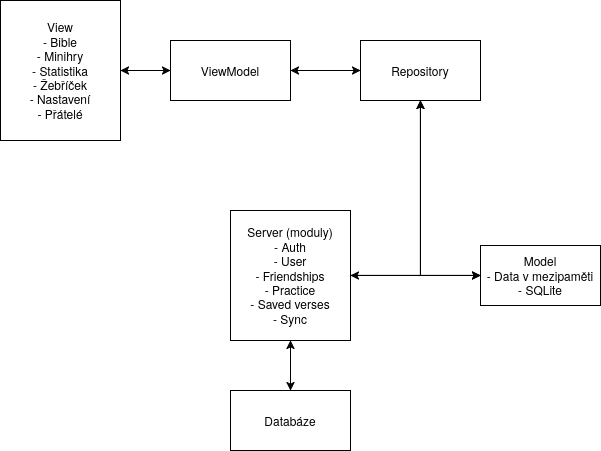 View
- Bible
- Minihry
- Statistika
- Žebříček
- Nastavení
- Přátelé
ViewModel
Repository
Server (moduly)
- Auth
- User
- Friendships
- Practice
- Saved verses
- Sync
Model
- Data v mezipaměti
- SQLite
Databáze